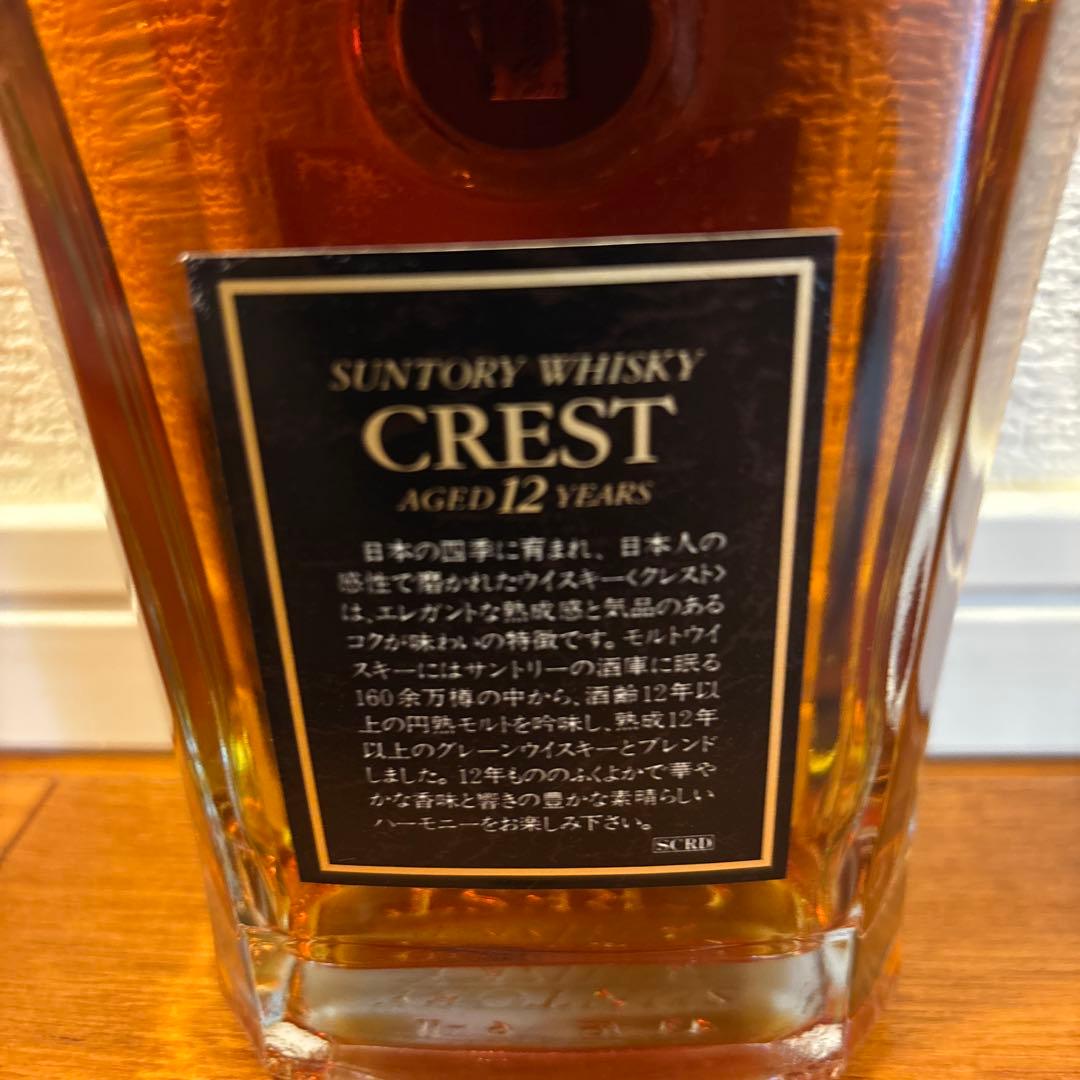 SUNTORY WHISKY
CREST
AGED 12 YEARS
日本の四季に育まれ、日本人の
感性で磨かれたウイスキー〈クレスト〉
は、エレガントな熟成感と気品のある
コクが味わいの特徴です。モルトウイ
スキーにはサントリーの酒庫に眠る
160余万樽の中から、酒齢12年以
上の円熟モルトを吟味し、熟成12年
以上のグレーンウイスキーとブレンド
しました。12年もののふくよかで華や
かな香味と響きの豊かな素晴らしい
ハーモニーをお楽しみ下さい。
SCRD